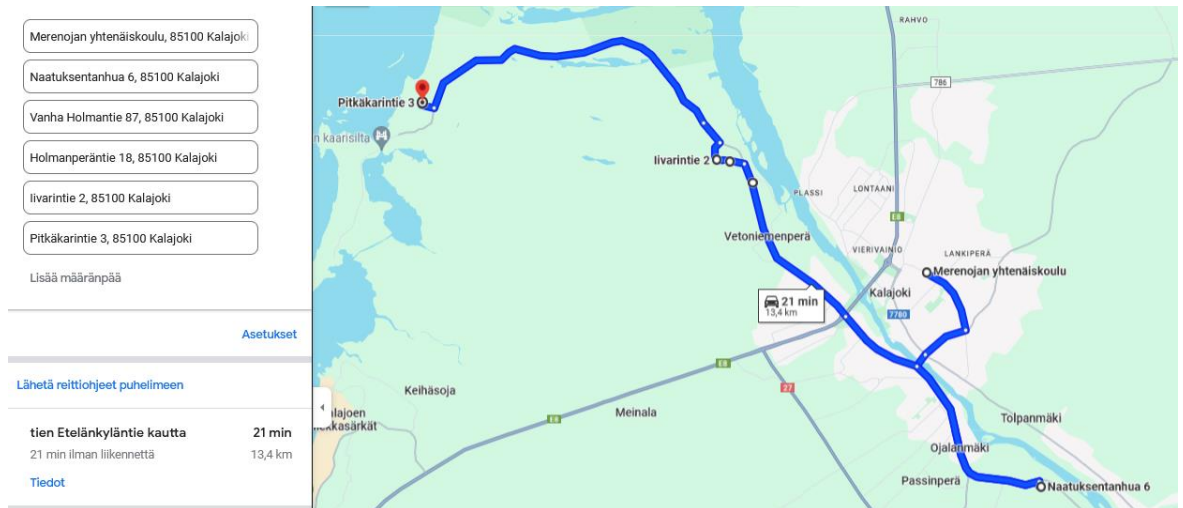 Merenojan yhtenäiskoulu, 85100 Kalajoki
Naatuksentanhua 6, 85100 Kalajoki
Vanha Holmantie 87, 85100 Kalajoki
Holmanperäntie 18, 85100 Kalajoki
Iivarintie 2, 85100 Kalajoki
Pitkäkarintie 3, 85100 Kalajoki
Lisää määränpää
Asetukset
Lähetä reittiohjeet puhelimeen
tien Etelänkyläntie kautta 21 min
21 min ilman liikennettä 13,4 km
Tiedot
RAHVO
786
Pitkäkarintie 3
n kaarisilta
Iivarintie 2
PLASSI
LONTAANI
E8
Vetoniemenperä
VIERIVAINIO
LANKIPERÄ
Merenojan yhtenäiskoulu
Kalajoki
21 min
13,4 km
7780
E8
27
Keihäsoja
Meinala
E8
alajoen
Tolpanmäki
Ojalanmäki
Passinperä
Naatuksentanhua 6